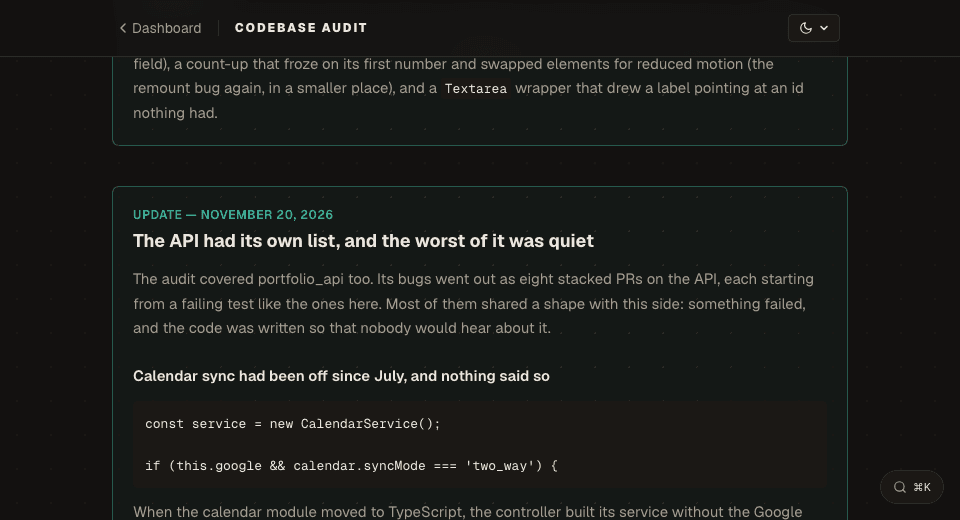 Dashboard
CODEBASE AUDIT
field), a count-up that froze on its first number and swapped elements for reduced motion (the
remount bug again, in a smaller place), and a Textarea wrapper that drew a label pointing at an id
nothing had.
UPDATE — NOVEMBER 20, 2026
The API had its own list, and the worst of it was quiet
The audit covered portfolio_api too. Its bugs went out as eight stacked PRs on the API, each starting
from a failing test like the ones here. Most of them shared a shape with this side: something failed,
and the code was written so that nobody would hear about it.
Calendar sync had been off since July, and nothing said so
const service = new CalendarService();
if (this.google && calendar.syncMode === 'two_way') {
⌘K
When the calendar module moved to TypeScript, the controller built its service without the Google